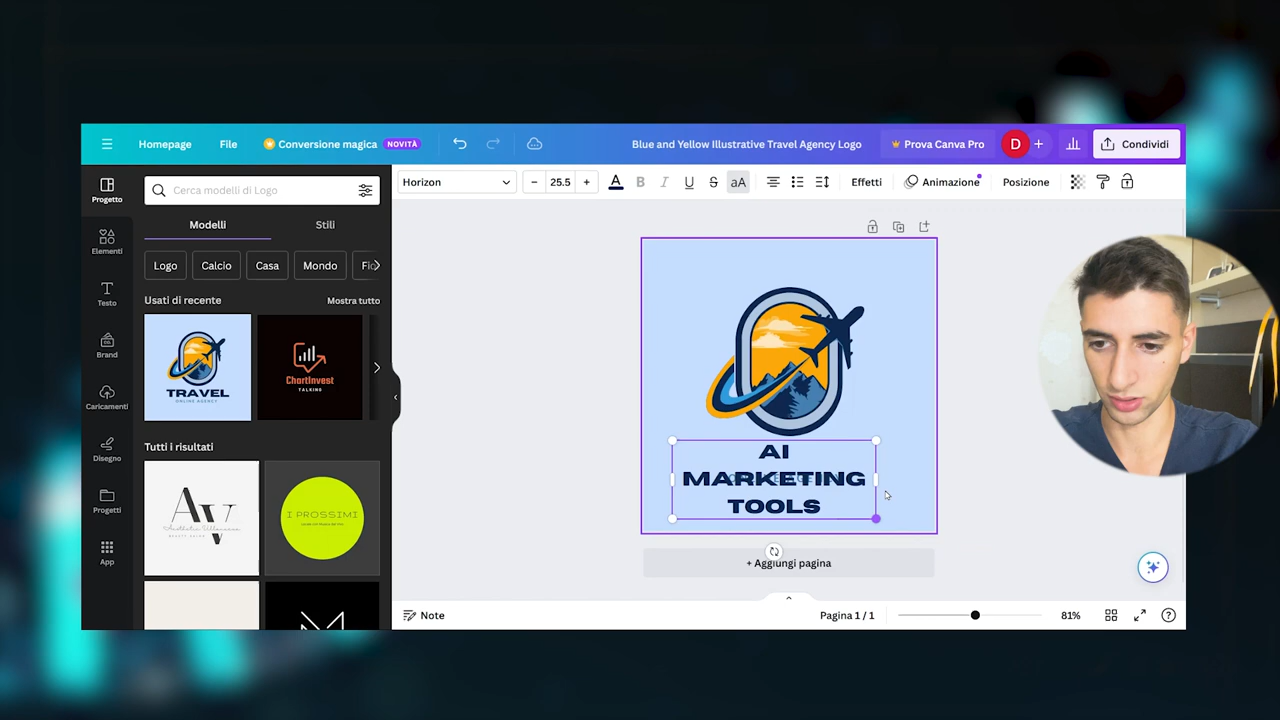 Homepage
File
Conversione magica
NOVITÀ
Blue and Yellow Illustrative Travel Agency Logo
Prova Canva Pro
D
+
Condividi
Progetto
Elementi
Testo
Brand
Caricamenti
Disegno
Progetti
App
Cerca modelli di Logo
Modelli
Stili
Logo
Calcio
Casa
Mondo
Usati di recente
Mostra tutto
TRAVEL
ONLINE AGENCY
ChartInvest
TALKING
Tutti i risultati
I PROSSIMI
Horizon
− 25.5 +
A B I U S aA
Effetti
Animazione
Posizione
AI
MARKETING
TOOLS
+ Aggiungi pagina
Note
Pagina 1 / 1
81%
?